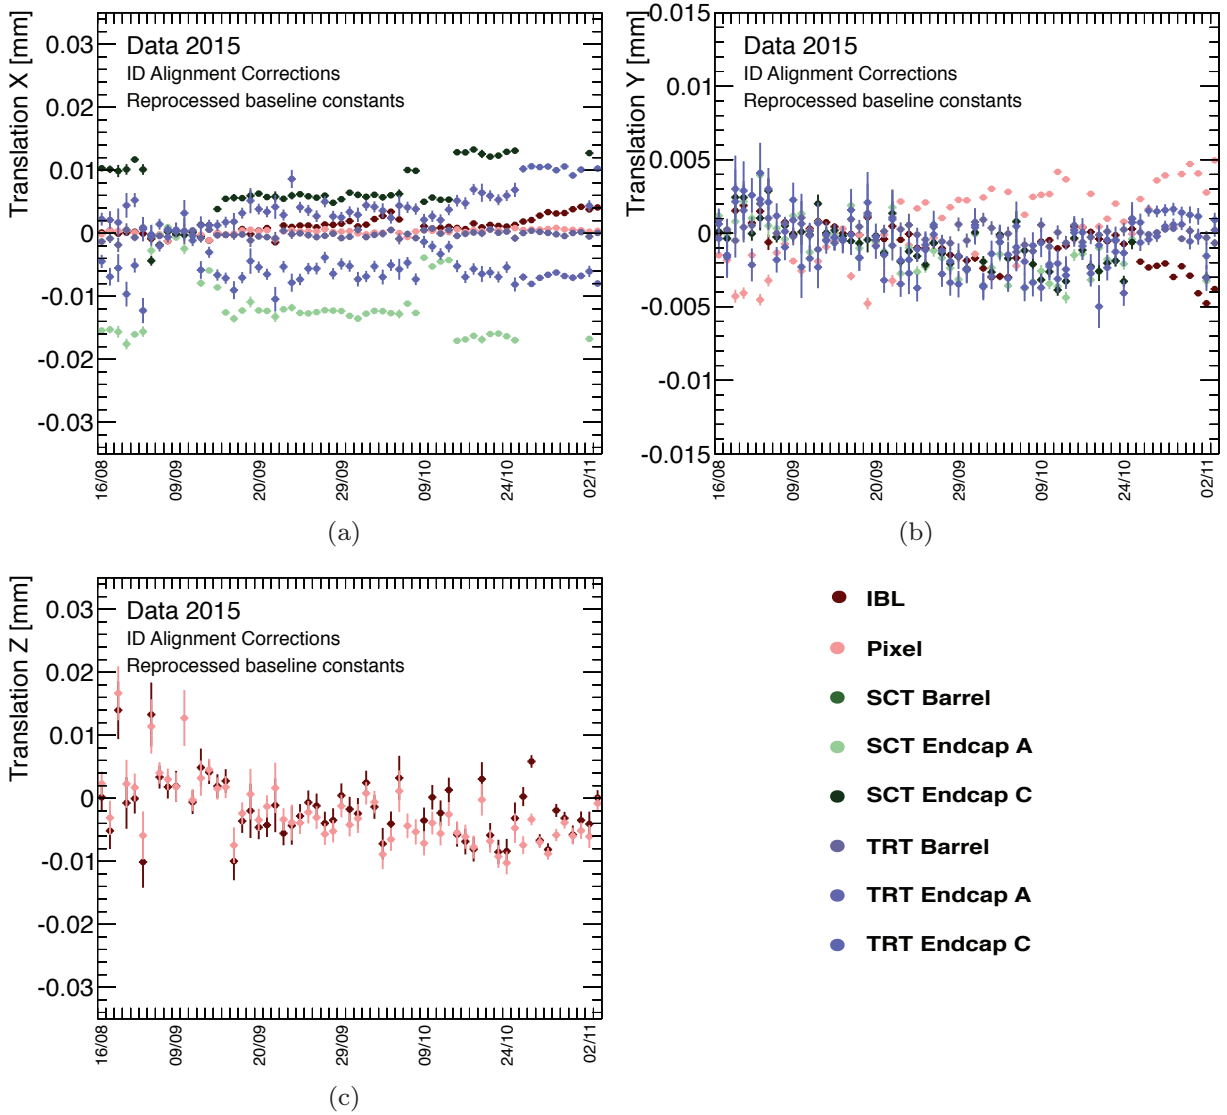 Translation X [mm]
0.03
0.02
0.01
0
-0.01
-0.02
-0.03
Data 2015
ID Alignment Corrections
Reprocessed baseline constants
16/08 09/09 20/09 29/09 09/10 24/10 02/11
(a)
Translation Y [mm]
0.015
0.01
0.005
0
-0.005
-0.01
-0.015
Data 2015
ID Alignment Corrections
Reprocessed baseline constants
16/08 09/09 20/09 29/09 09/10 24/10 02/11
(b)
Translation Z [mm]
0.03
0.02
0.01
0
-0.01
-0.02
-0.03
Data 2015
ID Alignment Corrections
Reprocessed baseline constants
16/08 09/09 20/09 29/09 09/10 24/10 02/11
(c)
IBL
Pixel
SCT Barrel
SCT Endcap A
SCT Endcap C
TRT Barrel
TRT Endcap A
TRT Endcap C